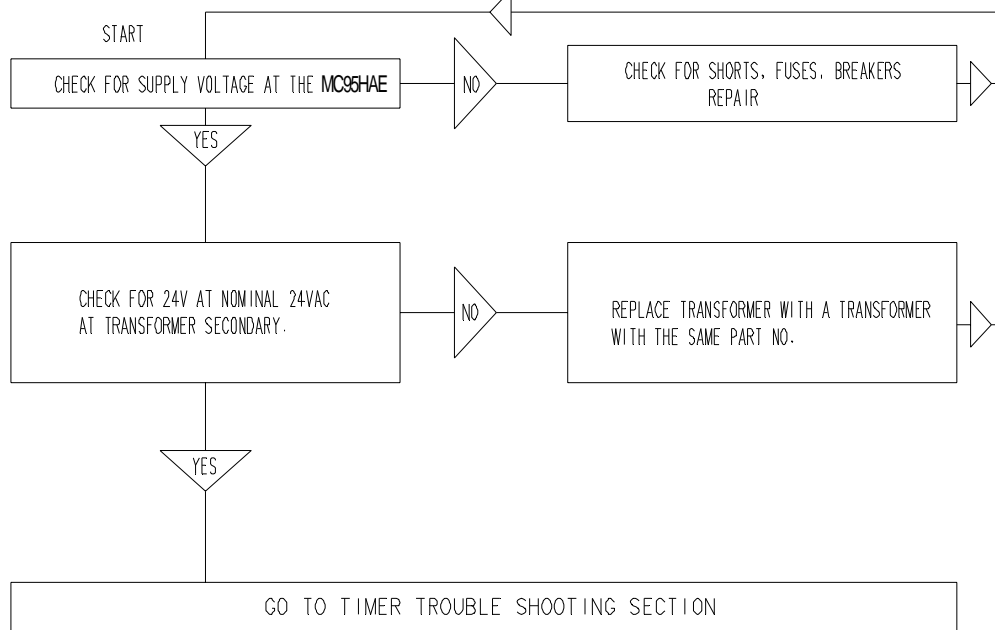 START
CHECK FOR SUPPLY VOLTAGE AT THE MC95HAE
NO
CHECK FOR SHORTS, FUSES, BREAKERS
REPAIR
YES
CHECK FOR 24V AT NOMINAL 24VAC
AT TRANSFORMER SECONDARY.
NO
REPLACE TRANSFORMER WITH A TRANSFORMER
WITH THE SAME PART NO.
YES
GO TO TIMER TROUBLE SHOOTING SECTION